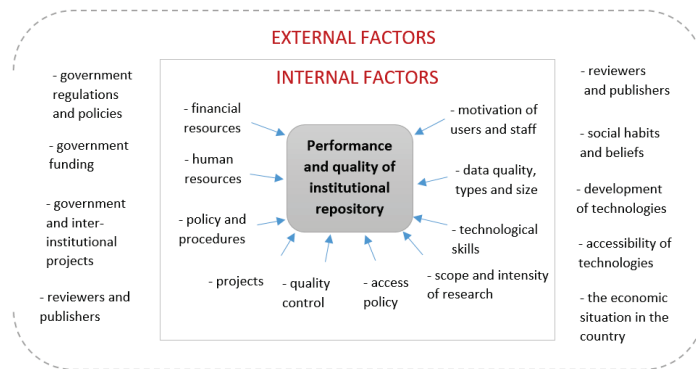 EXTERNAL FACTORS
- government
regulations
and policies
- government
funding
- government
and inter-
institutional
projects
- reviewers and
publishers
INTERNAL FACTORS
- financial
resources
- human
resources
- policy and
procedures
- projects
- quality
control
- access
policy
Performance
and quality of
institutional
repository
- motivation of
users and staff
- data quality,
types and size
- technological
skills
- scope and intensity
of research
- reviewers
and publishers
- social habits
and beliefs
- development
of technologies
- accessibility of
technologies
- the economic
situation in the
country